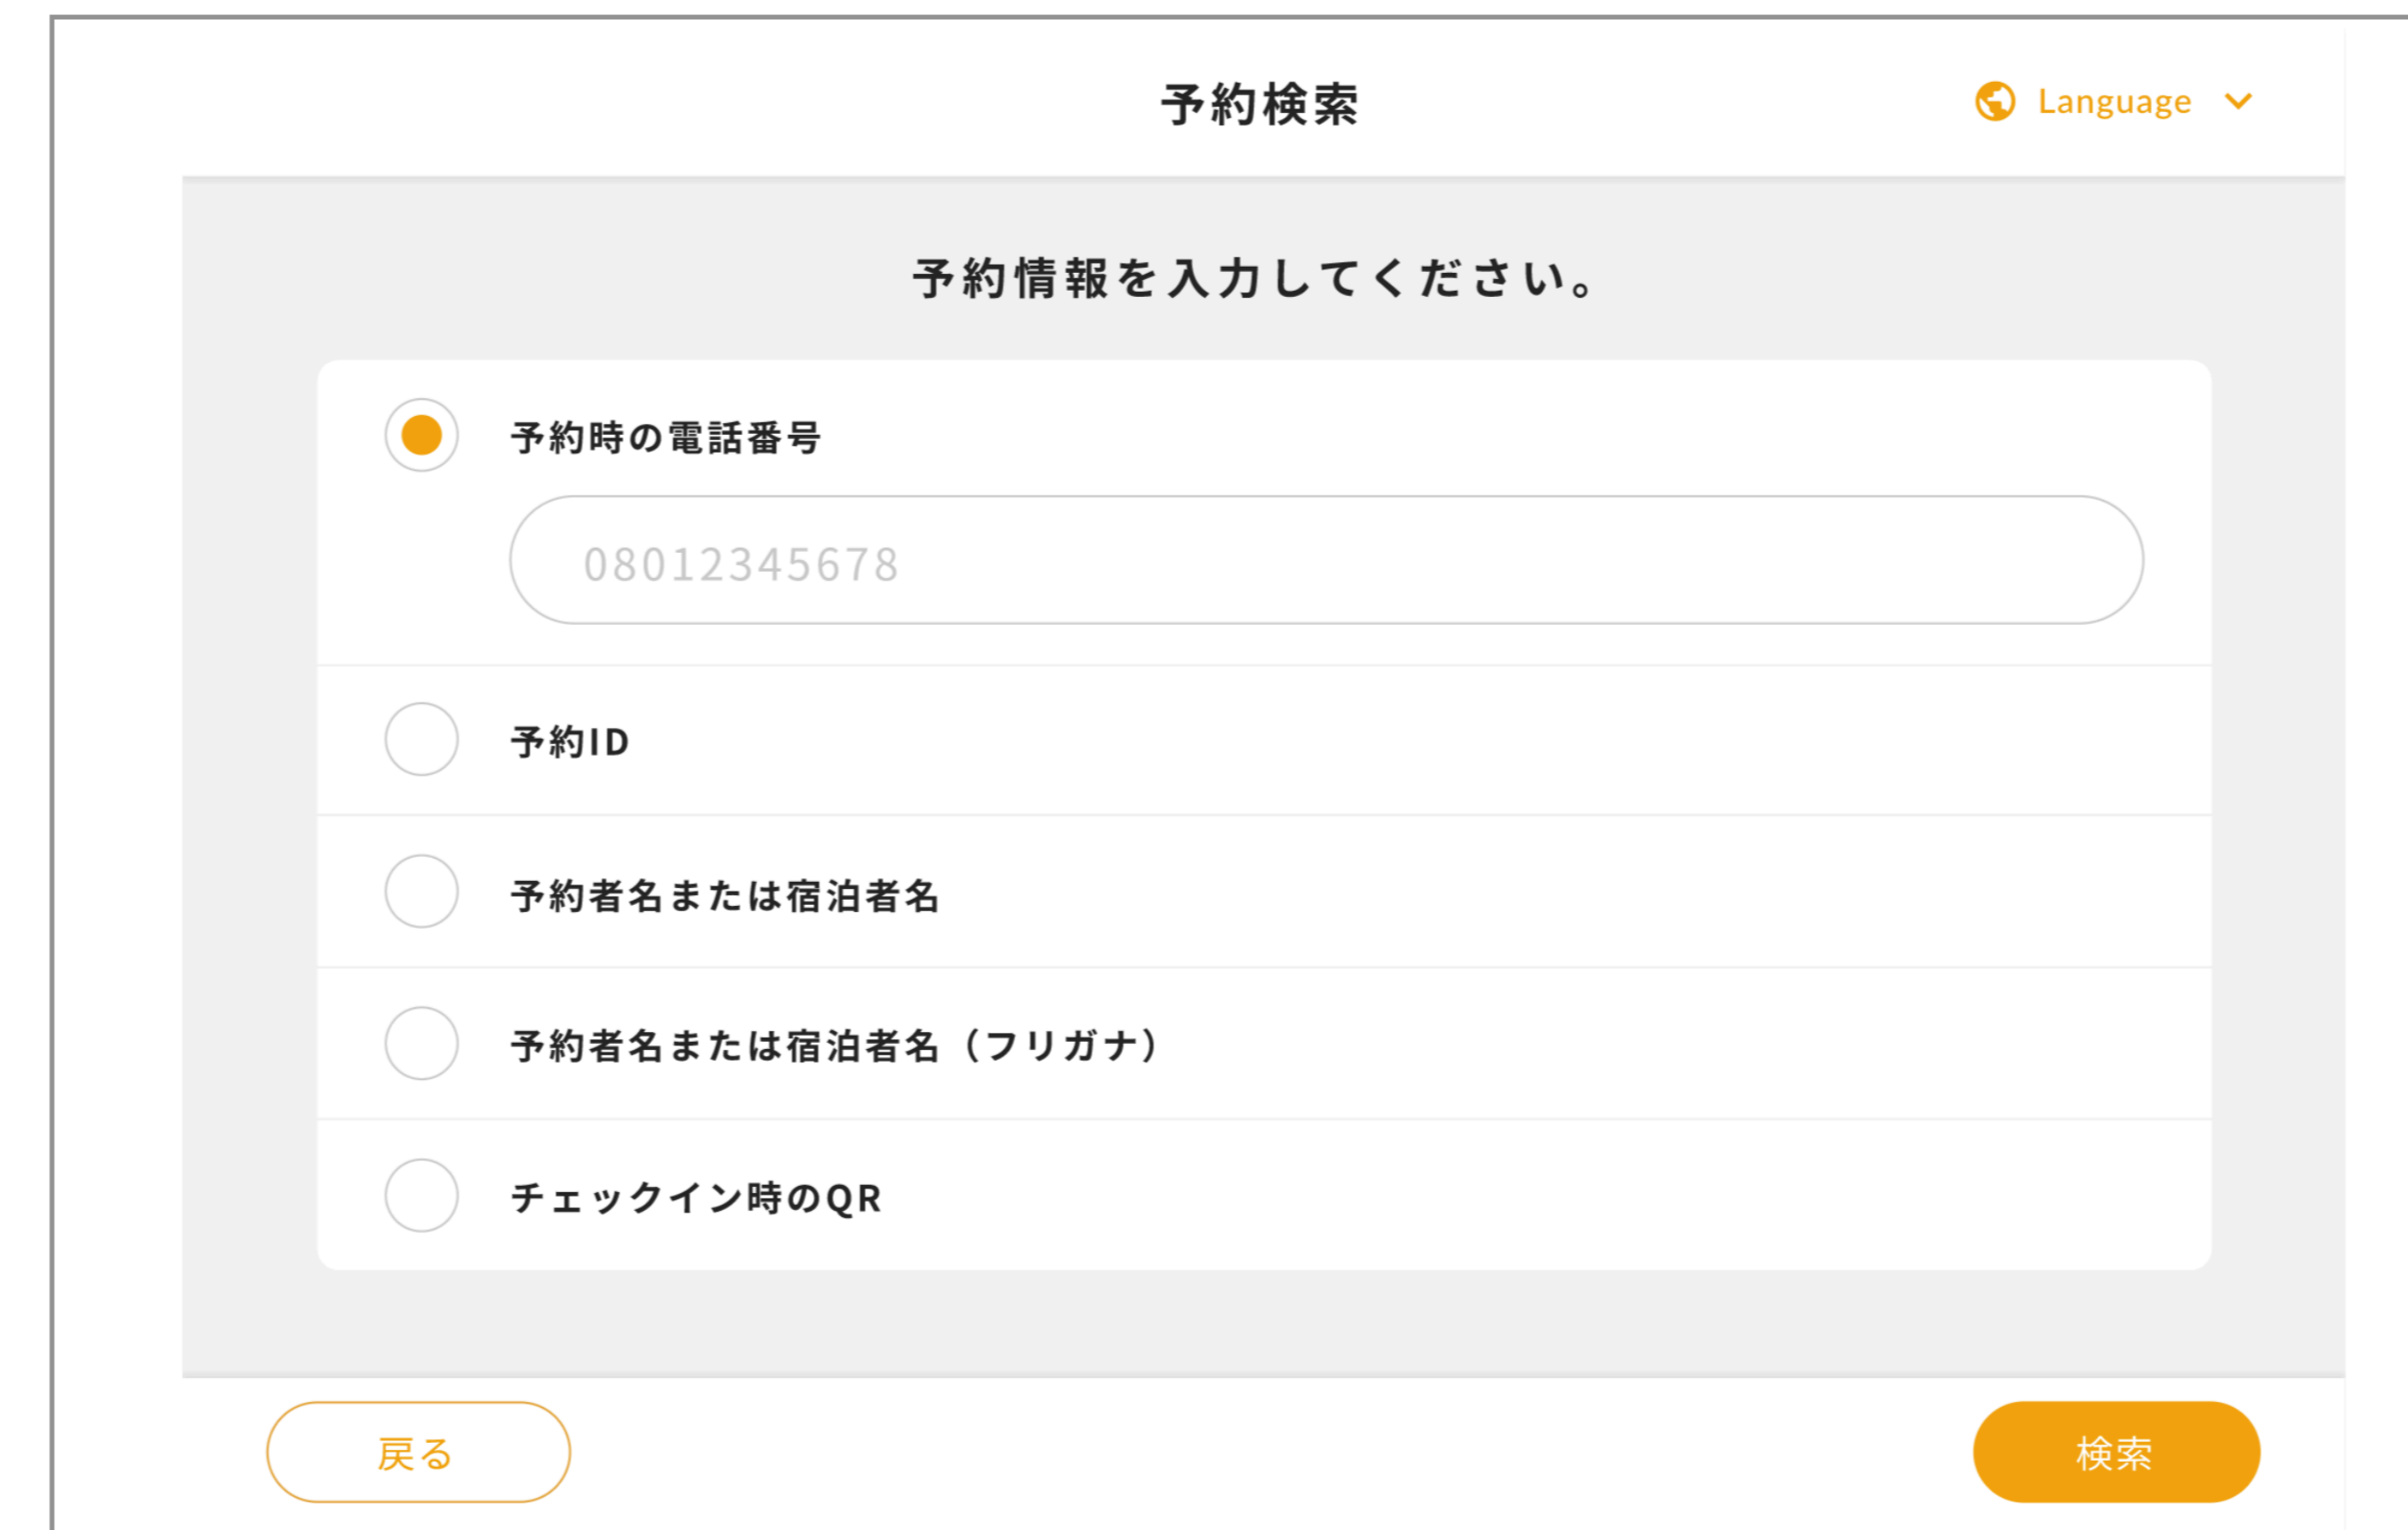 予約検索
Language
予約情報を入力してください。
予約時の電話番号
08012345678
予約ID
予約者名または宿泊者名
予約者名または宿泊者名（フリガナ）
チェックイン時のQR
戻る
検索